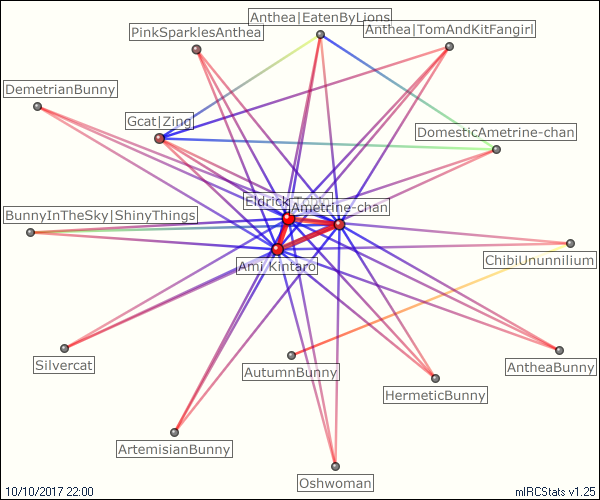 Anthea|EatenByLions
PinkSparklesAnthea
Anthea|TomAndKitFangirl
DemetrianBunny
Gcat|Zing
DomesticAmetrine-chan
Eldrick
Ametrine-chan
BunnyInTheSky|ShinyThings
ChibiUnunnilium
Ami Kintaro
Silvercat
AutumnBunny
AntheaBunny
HermeticBunny
ArtemisianBunny
Oshwoman
10/10/2017 22:00
mIRCStats v1.25